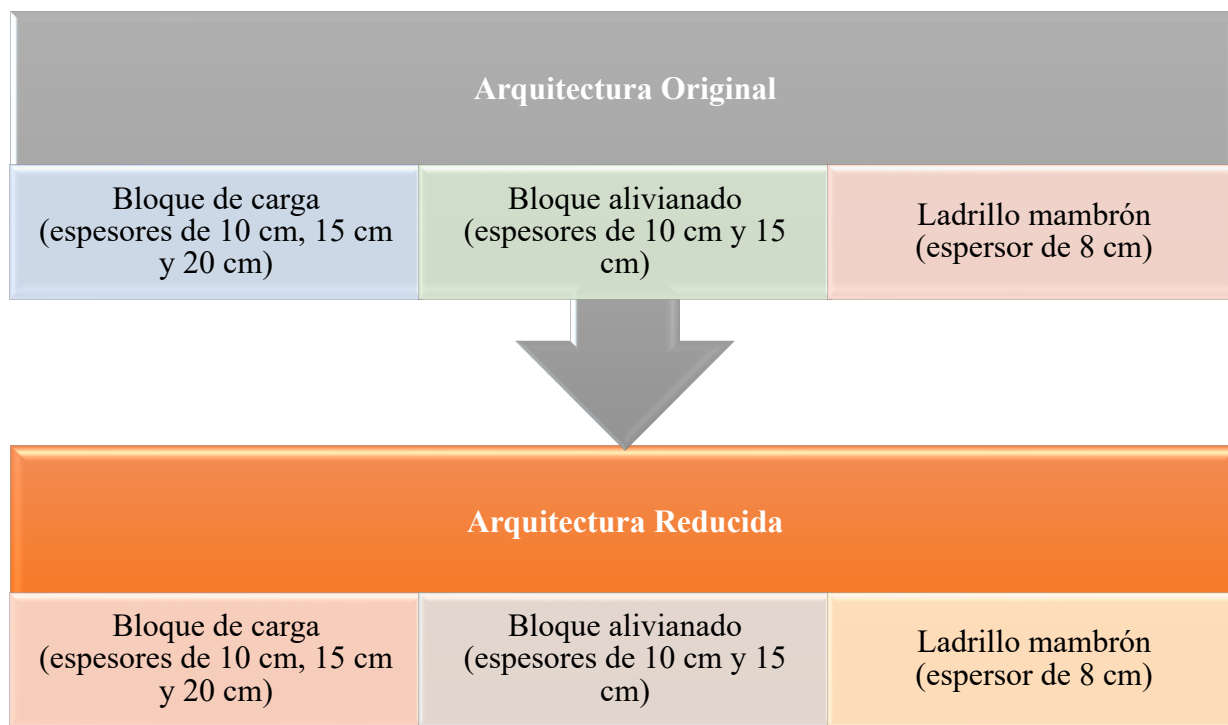 Arquitectura Original
Bloque de carga
(espesores de 10 cm, 15 cm
y 20 cm)
Bloque alivianado
(espesores de 10 cm y 15
cm)
Ladrillo mambrón
(espersor de 8 cm)
Arquitectura Reducida
Bloque de carga
(espesores de 10 cm, 15 cm
y 20 cm)
Bloque alivianado
(espesores de 10 cm y 15
cm)
Ladrillo mambrón
(espersor de 8 cm)